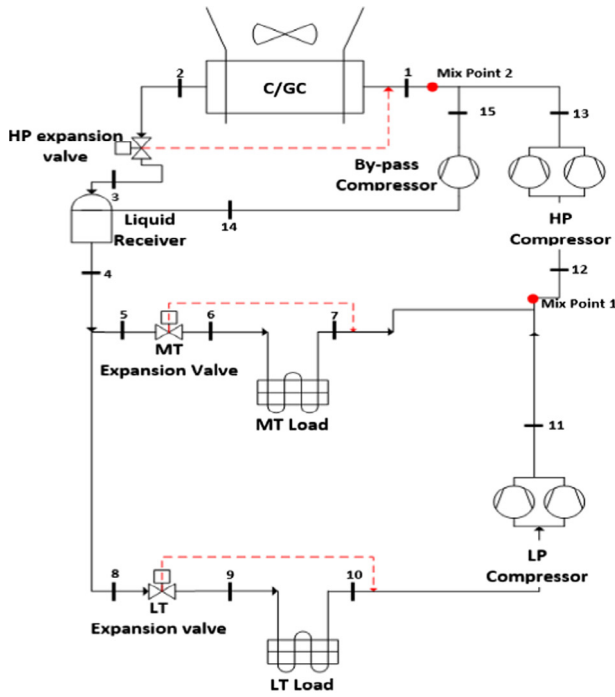 2
C/GC
1
Mix Point 2
15
13
HP expansion
valve
By-pass
Compressor
3
Liquid
Receiver
14
HP
Compressor
4
12
Mix Point 1
5
6
7
MT
Expansion Valve
MT Load
11
LP
Compressor
8
9
10
LT
Expansion valve
LT Load